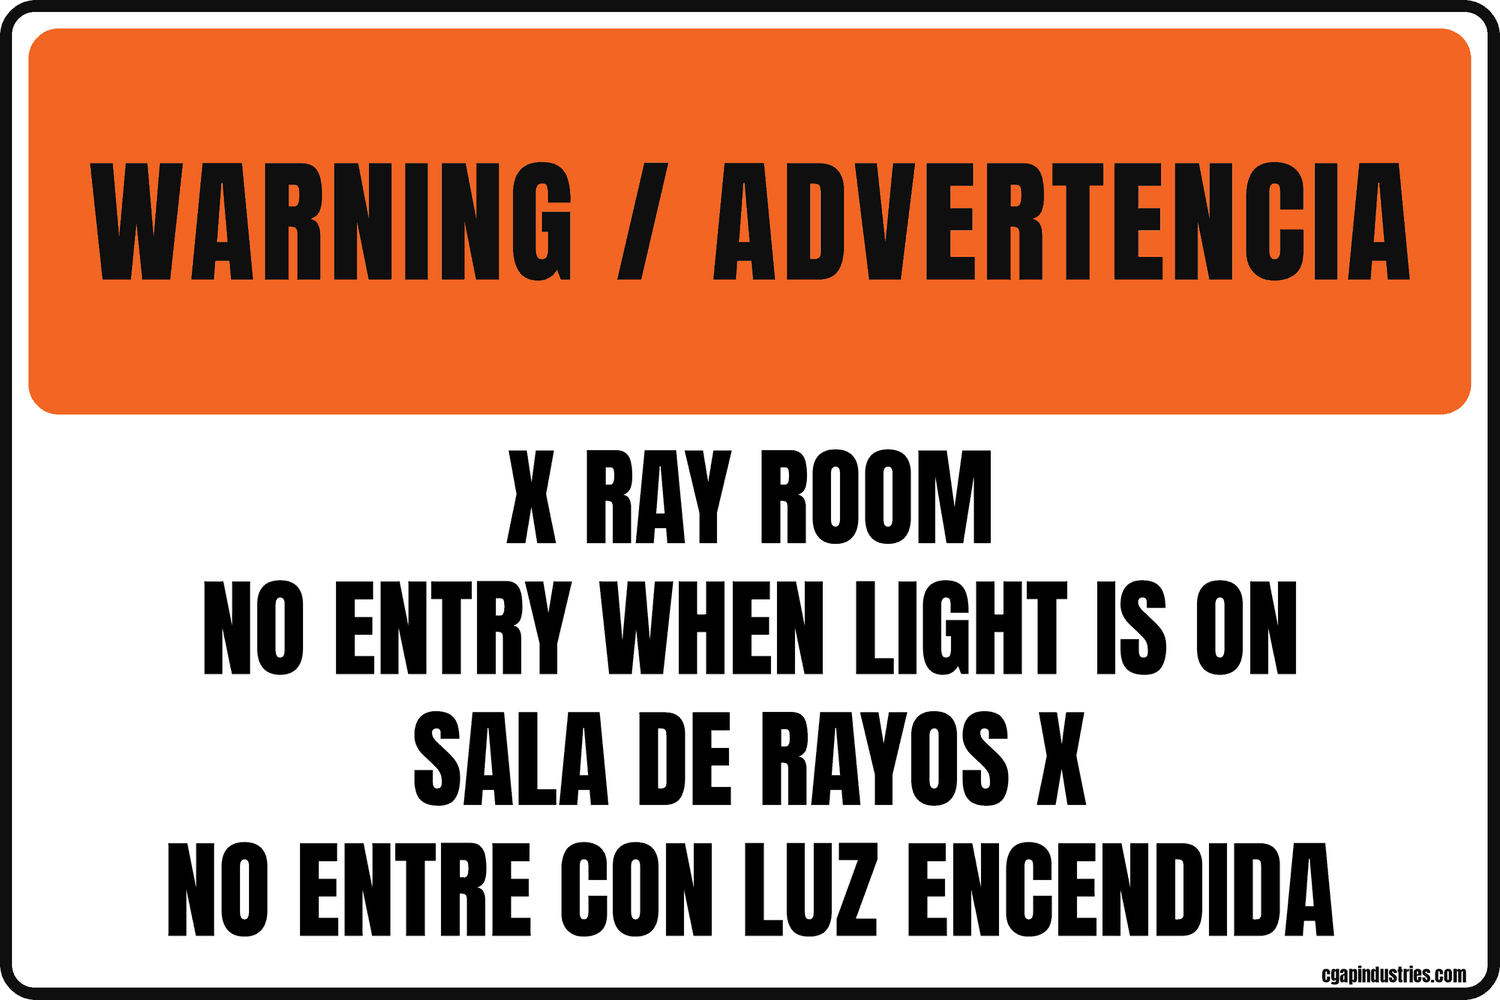 WARNING / ADVERTENCIA
X RAY ROOM
NO ENTRY WHEN LIGHT IS ON
SALA DE RAYOS X
NO ENTRE CON LUZ ENCENDIDA
cgapindustries.com